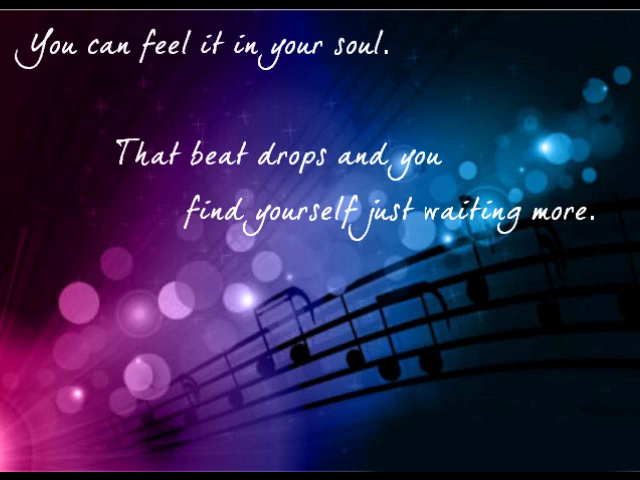 You can feel it in your soul.
That beat drops and you
find yourself just waiting more.